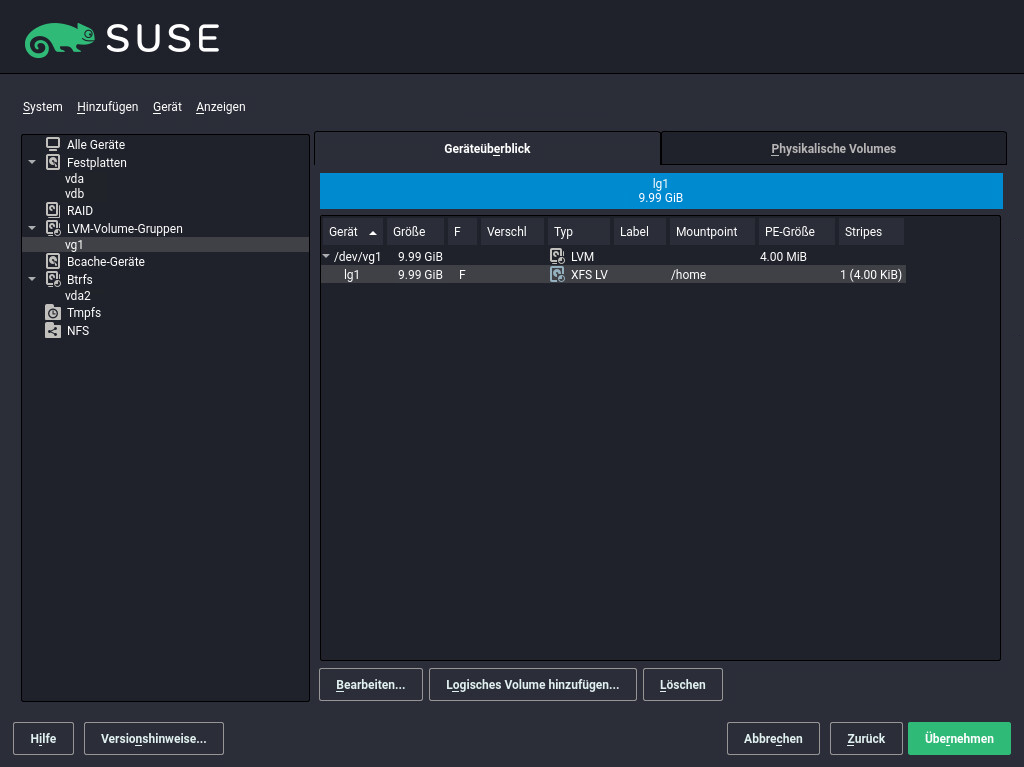 SUSE
System Hinzufügen Gerät Anzeigen
Alle Geräte
Festplatten
vda
vdb
RAID
LVM-Volume-Gruppen
vg1
Bcache-Geräte
Btrfs
vda2
Tmpfs
NFS
Geräteüberblick Physikalische Volumes
lg1
9.99 GiB
Gerät Größe F Verschl Typ Label Mountpoint PE-Größe Stripes
/dev/vg1 9.99 GiB LVM 4.00 MiB
lg1 9.99 GiB F XFS LV /home 1 (4.00 KiB)
Bearbeiten... Logisches Volume hinzufügen... Löschen
Hilfe Versionshinweise... Abbrechen Zurück Übernehmen